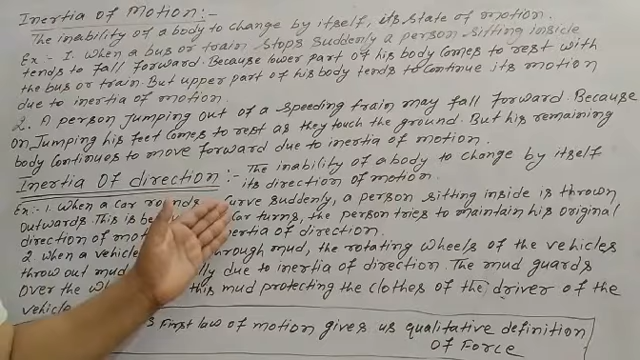 Inertia of Motion:-
The inability of a body to change by itself, its state of motion.
Ex:- 1. When a bus or train stops suddenly a person sitting inside
tends to fall forward. Because lower part of his body comes to rest with
the bus or train. But upper part of his body tends to continue its motion
due to inertia of motion.
2. A person jumping out of a speeding train may fall forward. Because
on jumping his feet comes to rest as they touch the ground. But his remaining
body continues to move forward due to inertia of motion.
Inertia Of direction:- The inability of a body to change by itself
its direction of motion.
Ex:- 1. When a car rounds curve suddenly, a person sitting inside is thrown
outwards. This is be car turns, the person tries to maintain his original
direction of mot inertia of direction.
2. When a vehicle through mud, the rotating wheels of the vehicles
throw out mud due to inertia of direction. The mud guards
over the wh this mud protecting the clothes of the driver of the
vehicle
First law of motion gives us qualitative definition
Of Force